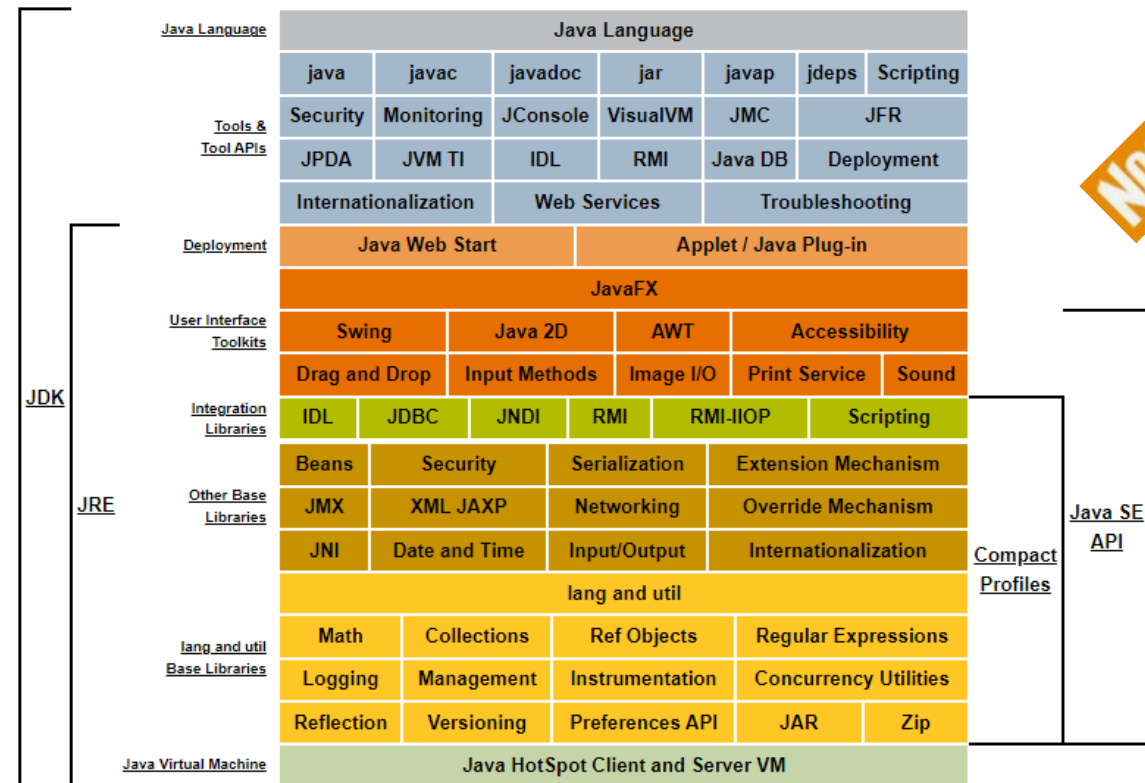 Java Language Java Language
java javac javadoc jar javap jdeps Scripting
Tools & Tool APIs
Security Monitoring JConsole VisualVM JMC JFR
JPDA JVM TI IDL RMI Java DB Deployment
Internationalization Web Services Troubleshooting
Deployment Java Web Start Applet / Java Plug-in
JavaFX
User Interface Toolkits
Swing Java 2D AWT Accessibility
Drag and Drop Input Methods Image I/O Print Service Sound
JDK
Integration Libraries
IDL JDBC JNDI RMI RMI-IIOP Scripting
Beans Security Serialization Extension Mechanism
JRE
Other Base Libraries
JMX XML JAXP Networking Override Mechanism
Java SE API
JNI Date and Time Input/Output Internationalization
Compact Profiles
lang and util
lang and util Base Libraries
Math Collections Ref Objects Regular Expressions
Logging Management Instrumentation Concurrency Utilities
Reflection Versioning Preferences API JAR Zip
Java Virtual Machine Java HotSpot Client and Server VM